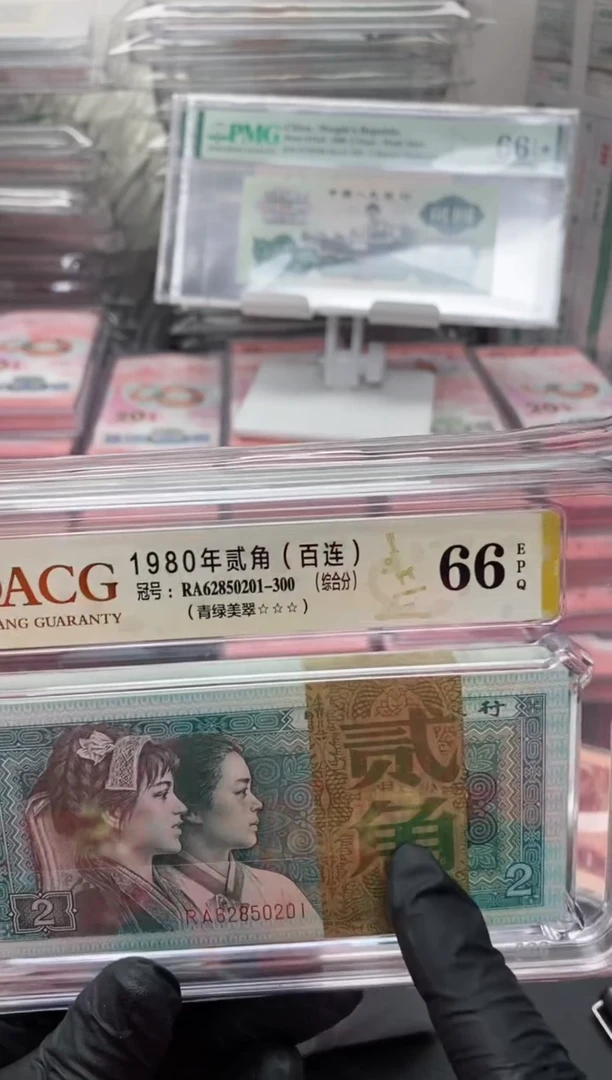 PMG
66
ACG
1980年贰角（百连）
冠号：RA62850201-300 （综合分）
（青绿美翠☆☆☆）
ANG GUARANTY
66
EPQ
行
贰角
2
2
RA62850201